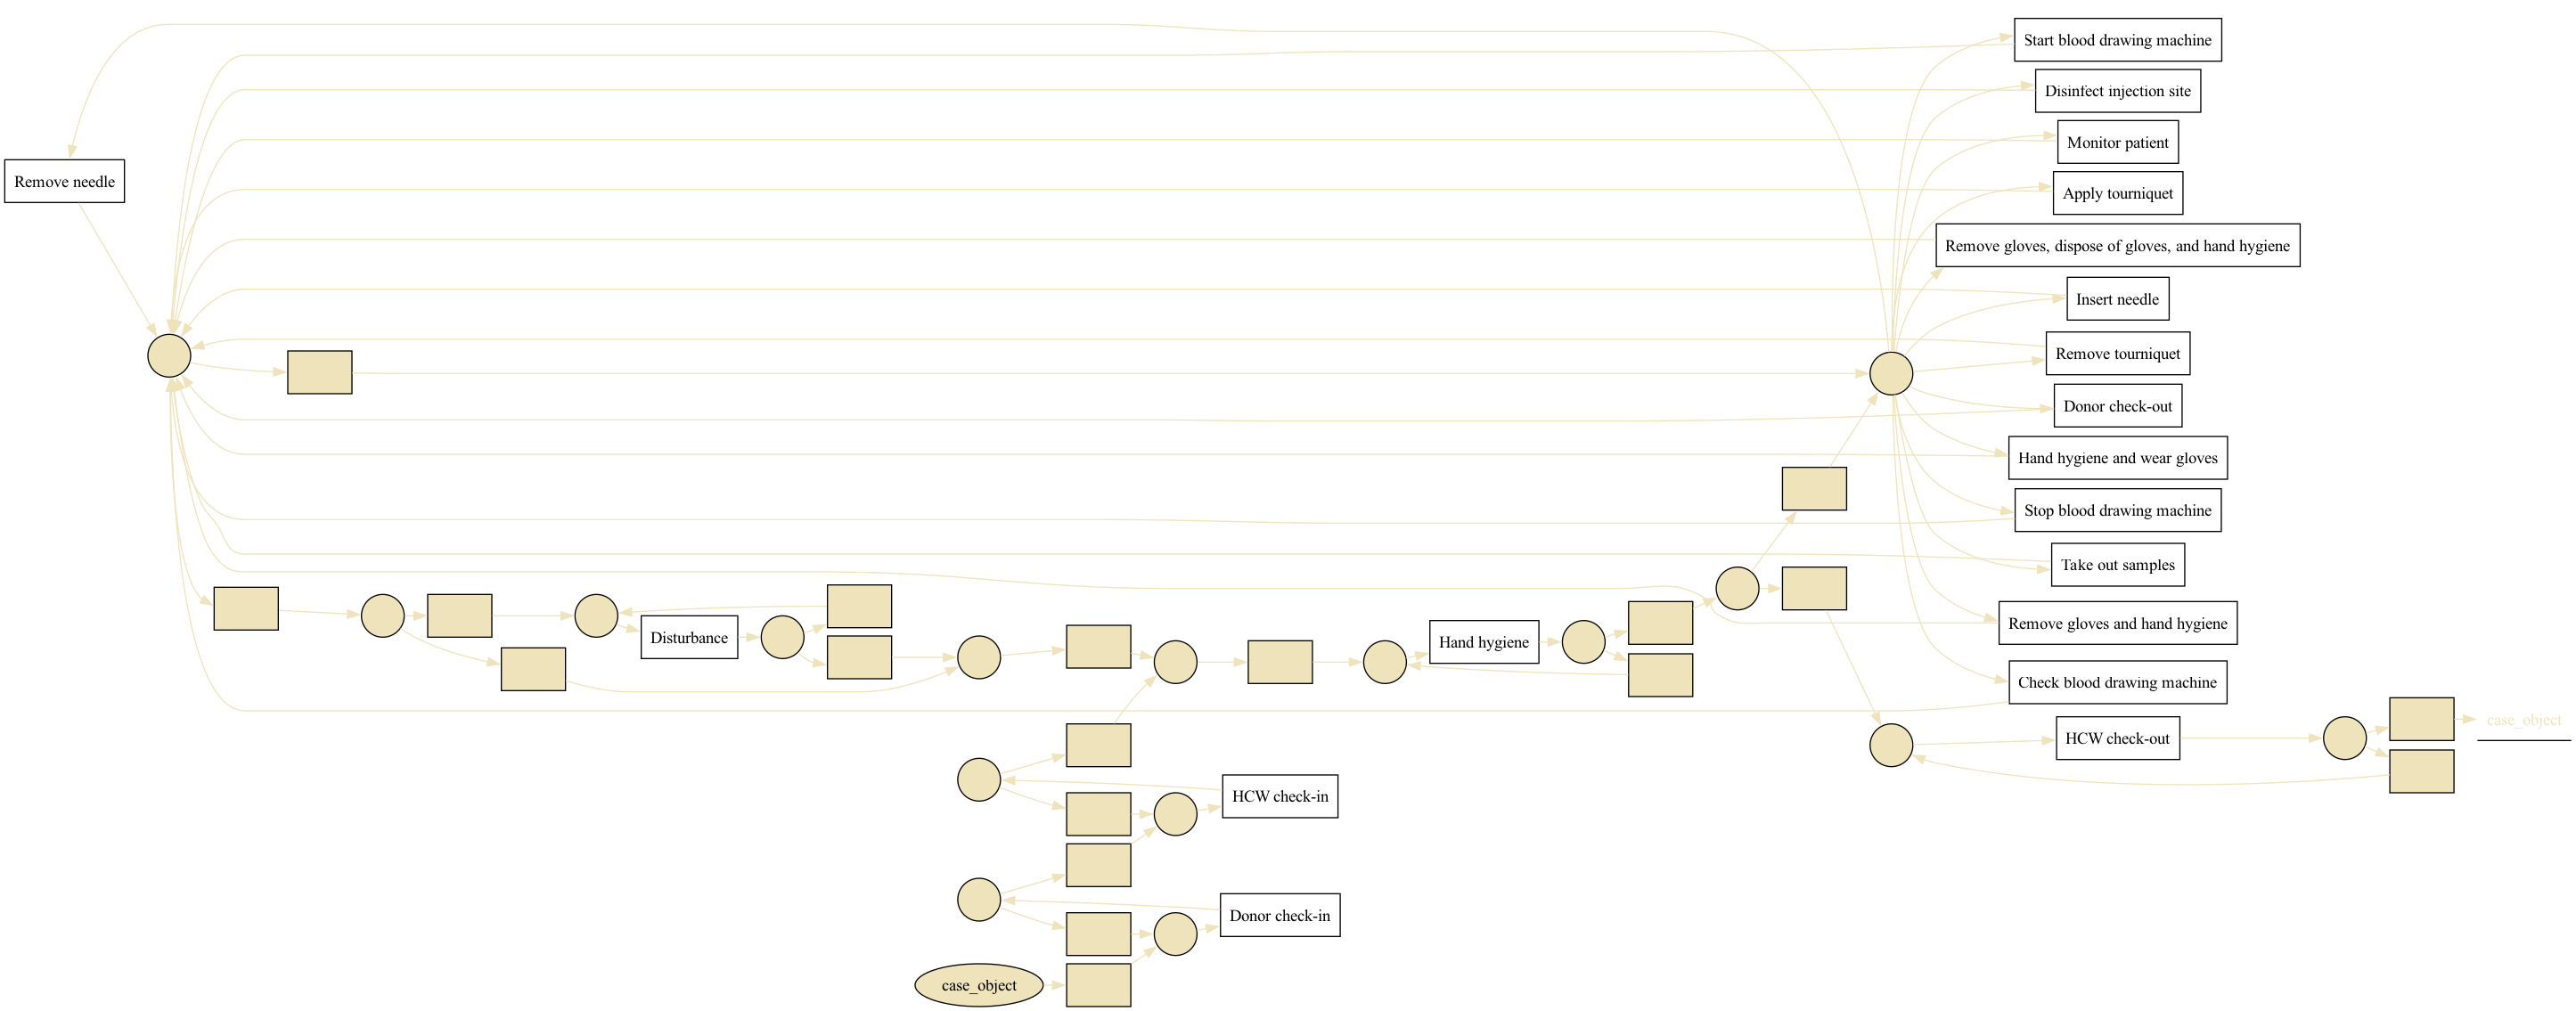 Start blood drawing machine
Disinfect injection site
Monitor patient
Remove needle
Apply tourniquet
Remove gloves, dispose of gloves, and hand hygiene
Insert needle
Remove tourniquet
Donor check-out
Hand hygiene and wear gloves
Stop blood drawing machine
Take out samples
Disturbance
Hand hygiene
Remove gloves and hand hygiene
Check blood drawing machine
case_object
HCW check-out
HCW check-in
Donor check-in
case_object